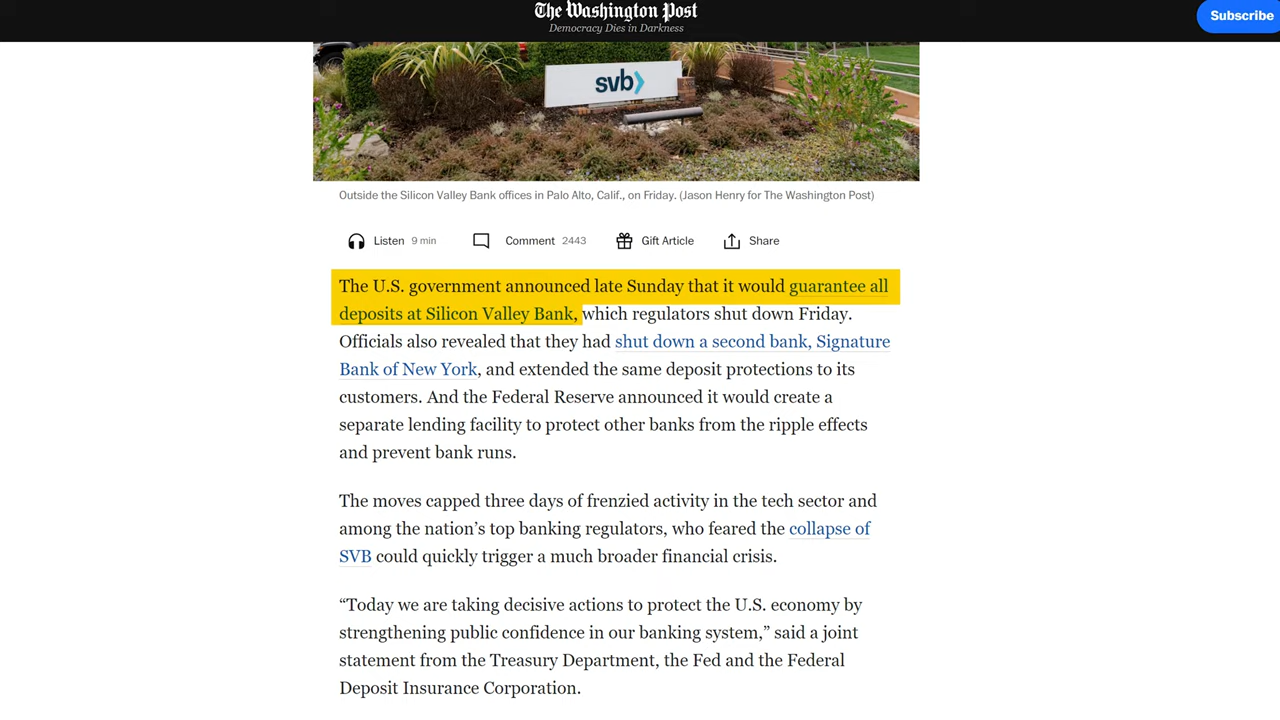 The Washington Post
Democracy Dies in Darkness
Subscribe
svb
Outside the Silicon Valley Bank offices in Palo Alto, Calif., on Friday. (Jason Henry for The Washington Post)
Listen 9 min Comment 2443 Gift Article Share
The U.S. government announced late Sunday that it would guarantee all
deposits at Silicon Valley Bank, which regulators shut down Friday.
Officials also revealed that they had shut down a second bank, Signature
Bank of New York, and extended the same deposit protections to its
customers. And the Federal Reserve announced it would create a
separate lending facility to protect other banks from the ripple effects
and prevent bank runs.
The moves capped three days of frenzied activity in the tech sector and
among the nation’s top banking regulators, who feared the collapse of
SVB could quickly trigger a much broader financial crisis.
“Today we are taking decisive actions to protect the U.S. economy by
strengthening public confidence in our banking system,” said a joint
statement from the Treasury Department, the Fed and the Federal
Deposit Insurance Corporation.